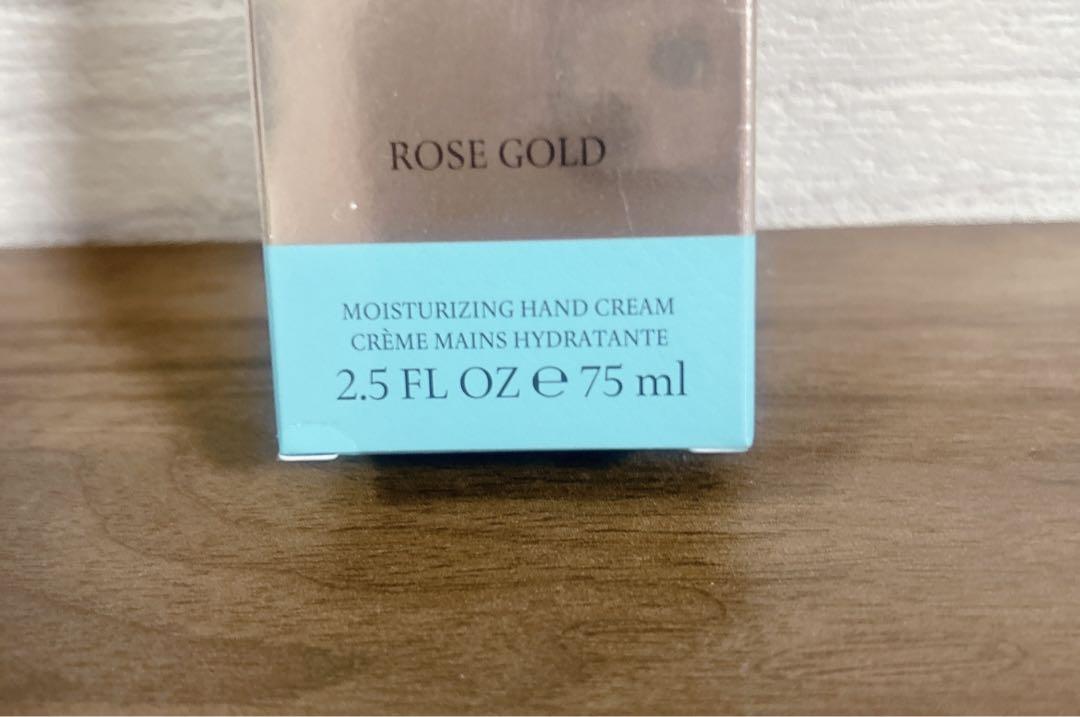 ROSE GOLD
MOISTURIZING HAND CREAM
CRÈME MAINS HYDRATANTE
2.5 FL OZ ℮ 75 ml